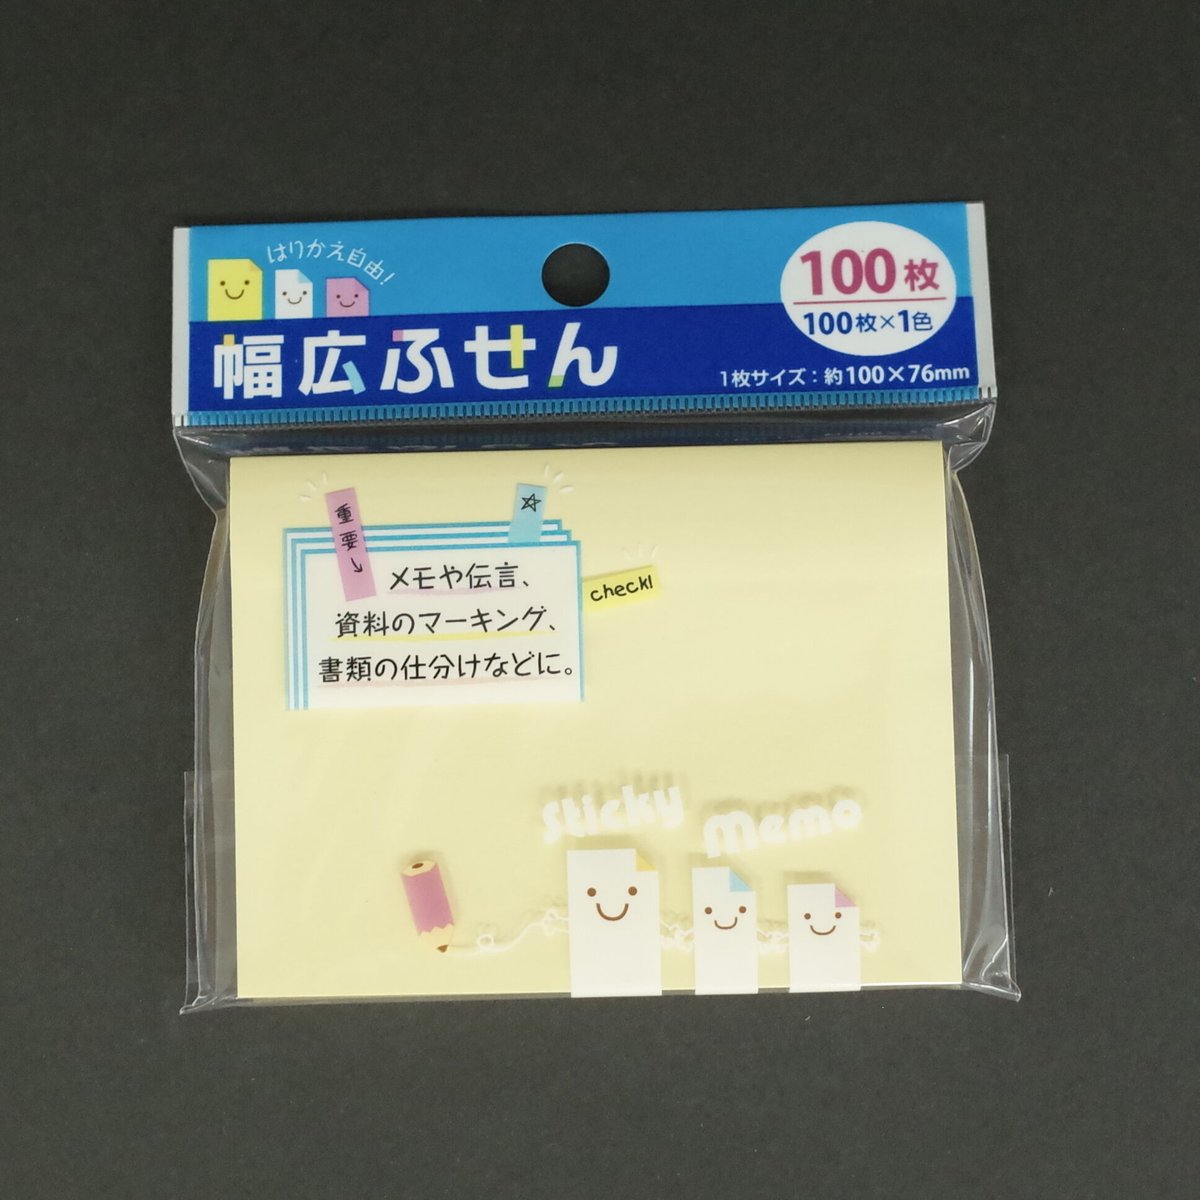 はりかえ自由!
幅広ふせん
100枚
100枚×1色
1枚サイズ:約100×76mm
重要↓
☆
メモや伝言、
資料のマーキング、
書類の仕分けなどに。
check!
Sticky Memo